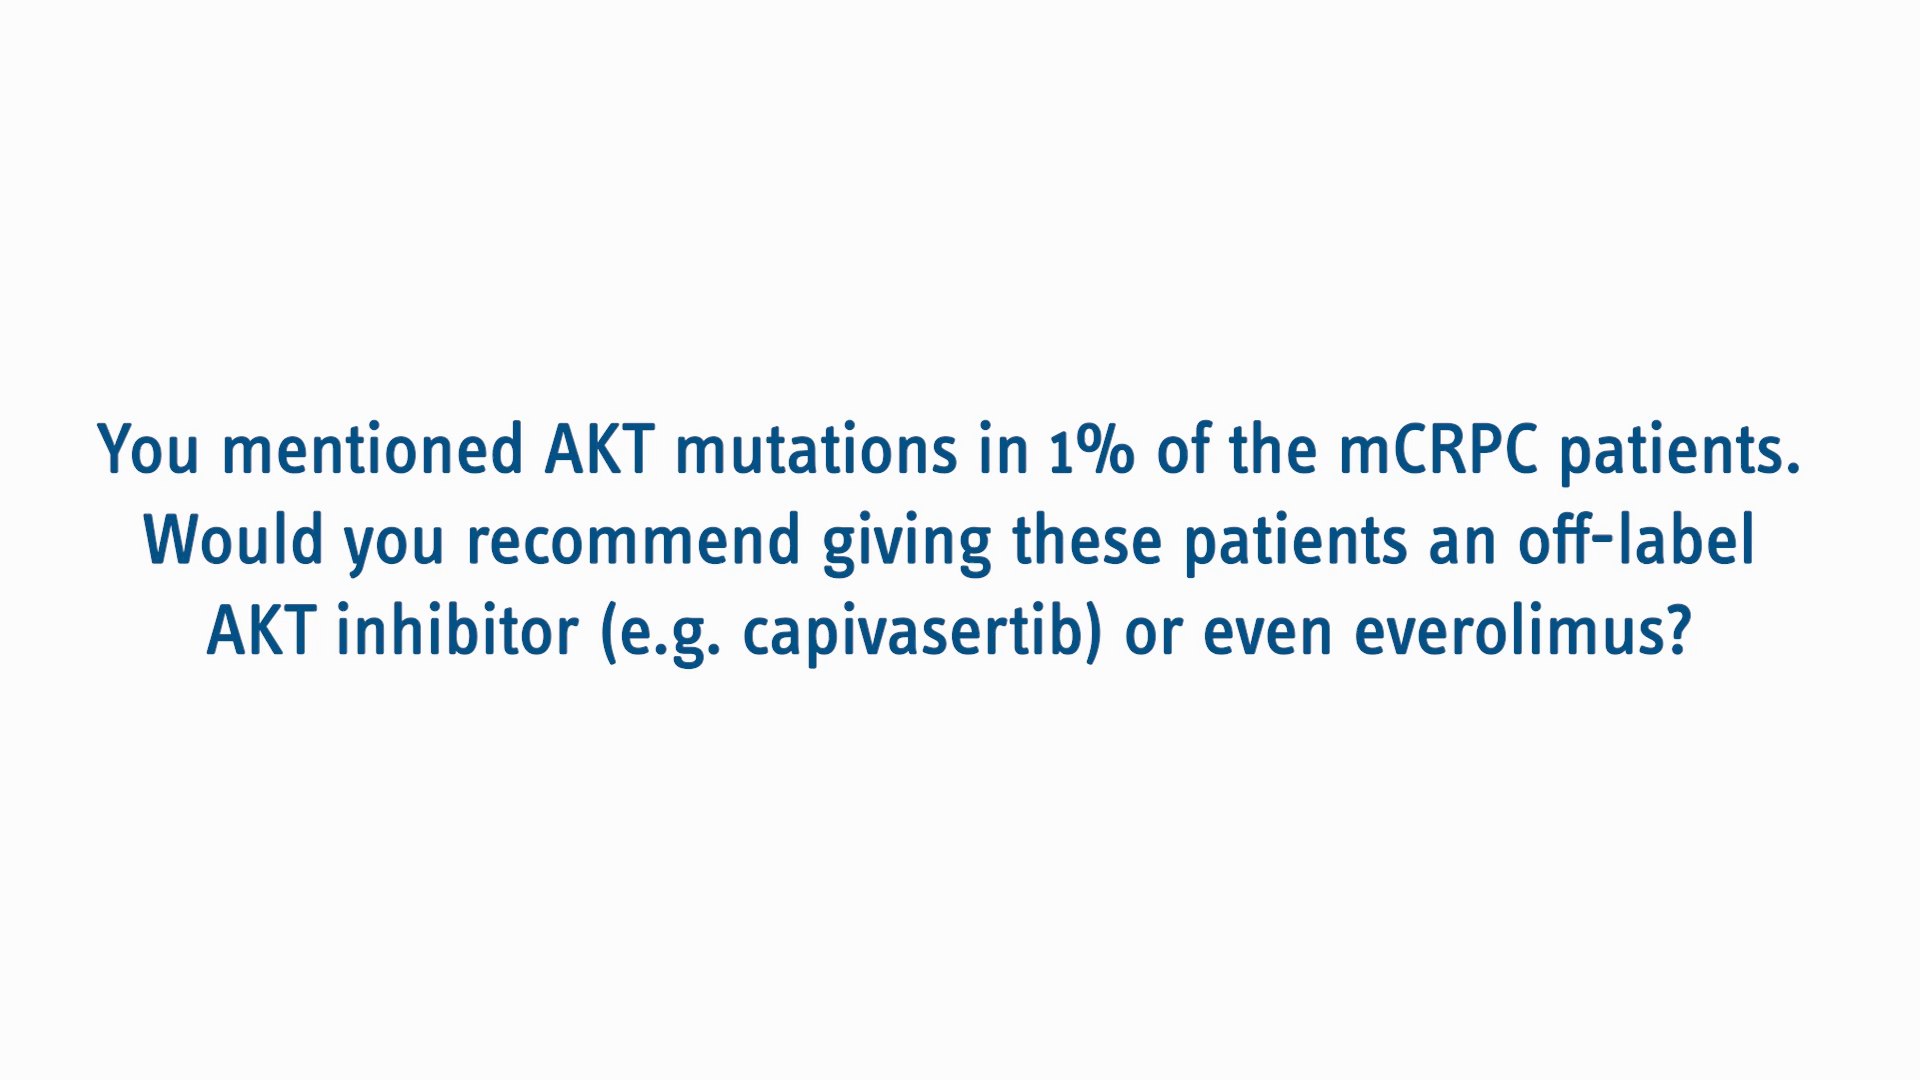 You mentioned AKT mutations in 1% of the mCRPC patients.
Would you recommend giving these patients an off-label
AKT inhibitor (e.g. capivasertib) or even everolimus?